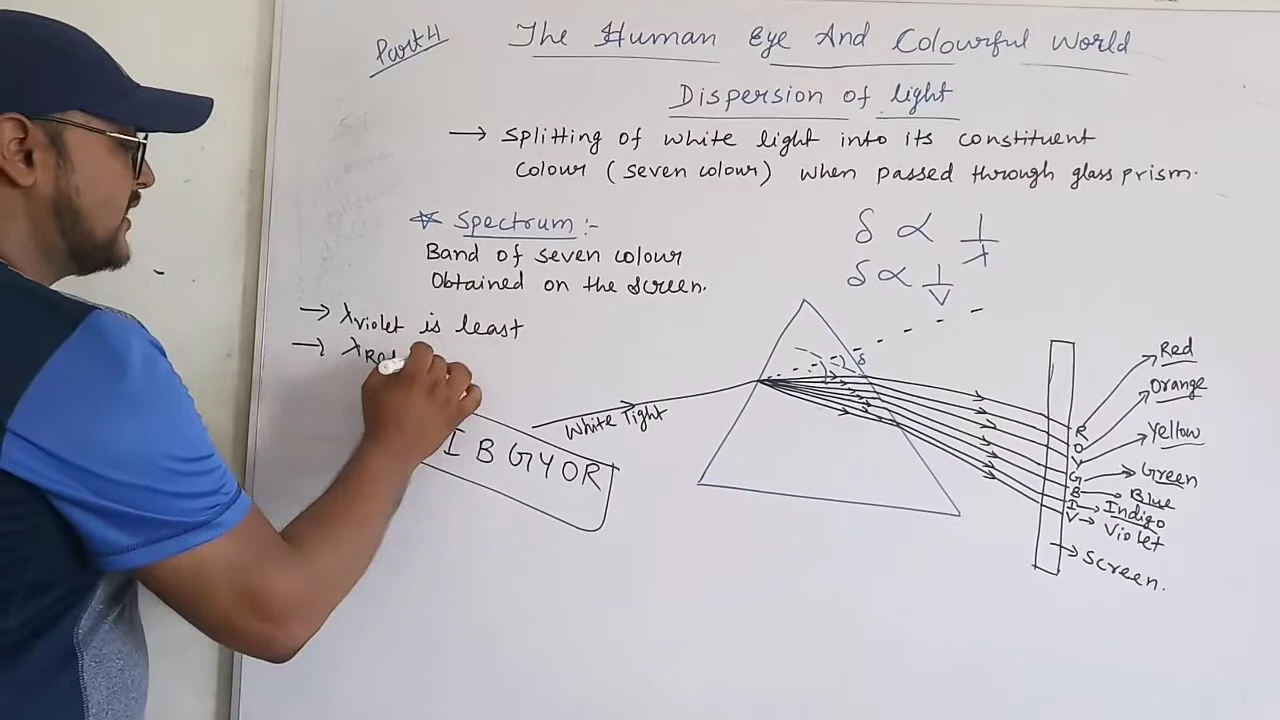 Part 4
The Human Eye And Colourful World
Dispersion of light
→ Splitting of white light into its constituent
Colour (seven colour) when passed through glass prism.
☆ Spectrum :-
Band of seven colour
Obtained on the screen.
→ λviolet is least
→ λRed
δ ∝ 1/λ
δ ∝ 1/V
δ
White light
I B G Y O R
R → Red
O → Orange
Y → Yellow
G → Green
B → Blue
I → Indigo
V → Violet
→ Screen.